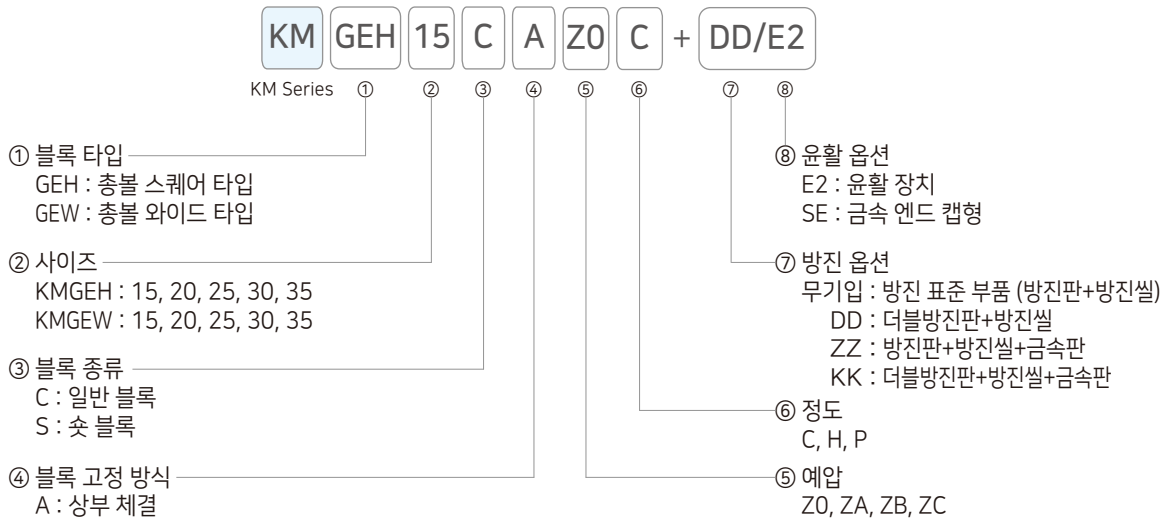 KM GEH 15 C A Z0 C + DD/E2
KM Series ① ② ③ ④ ⑤ ⑥ ⑦ ⑧
① 블록 타입
GEH : 총볼 스퀘어 타입
GEW : 총볼 와이드 타입
② 사이즈
KMGEH : 15, 20, 25, 30, 35
KMGEW : 15, 20, 25, 30, 35
③ 블록 종류
C : 일반 블록
S : 숏 블록
④ 블록 고정 방식
A : 상부 체결
⑧ 윤활 옵션
E2 : 윤활 장치
SE : 금속 엔드 캡형
⑦ 방진 옵션
무기입 : 방진 표준 부품 (방진판+방진씰)
DD : 더블방진판+방진씰
ZZ : 방진판+방진씰+금속판
KK : 더블방진판+방진씰+금속판
⑥ 정도
C, H, P
⑤ 예압
Z0, ZA, ZB, ZC